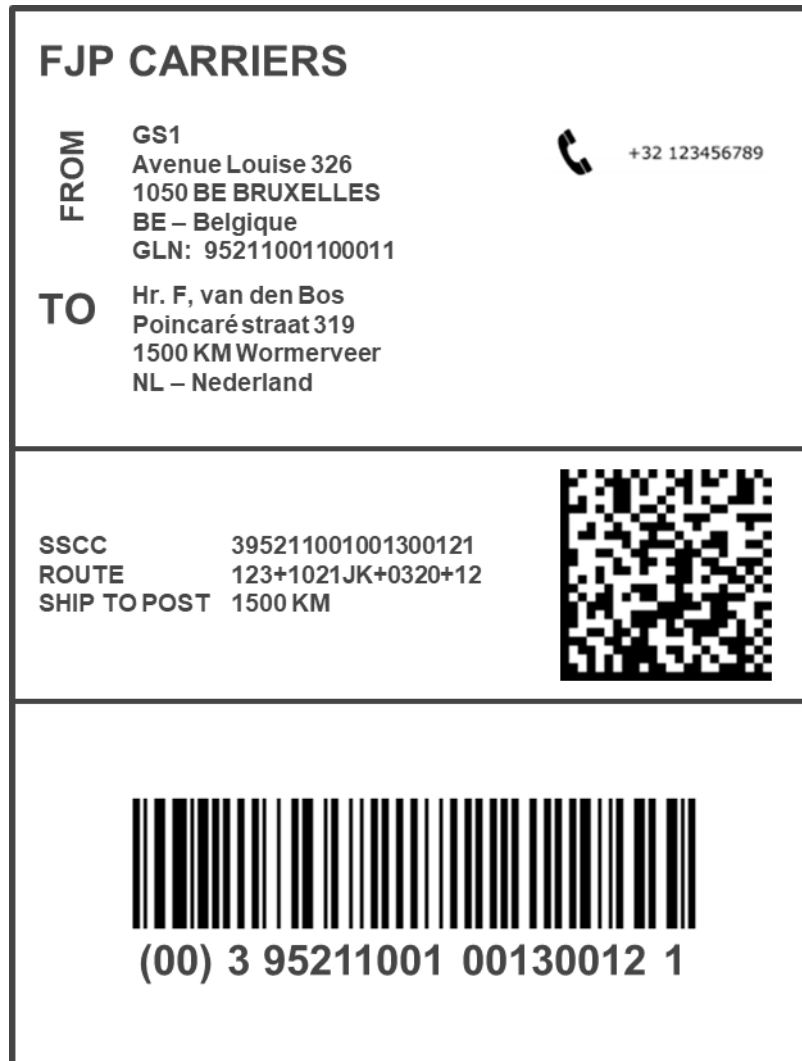 FJP CARRIERS
FROM
GS1
Avenue Louise 326
1050 BE BRUXELLES
BE – Belgique
GLN: 95211001100011
+32 123456789
TO
Hr. F, van den Bos
Poincaréstraat 319
1500 KM Wormerveer
NL – Nederland
SSCC 395211001001300121
ROUTE 123+1021JK+0320+12
SHIP TO POST 1500 KM
(00) 3 95211001 00130012 1